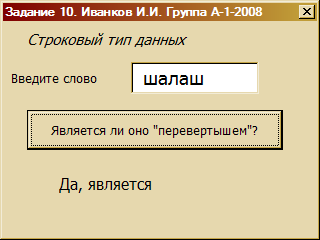 Задание 10. Иванков И.И. Группа А-1-2008
Строковый тип данных
Введите слово шалаш
Является ли оно "перевертышем"?
Да, является